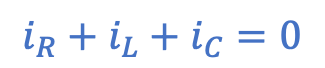 i_R + i_L + i_C = 0